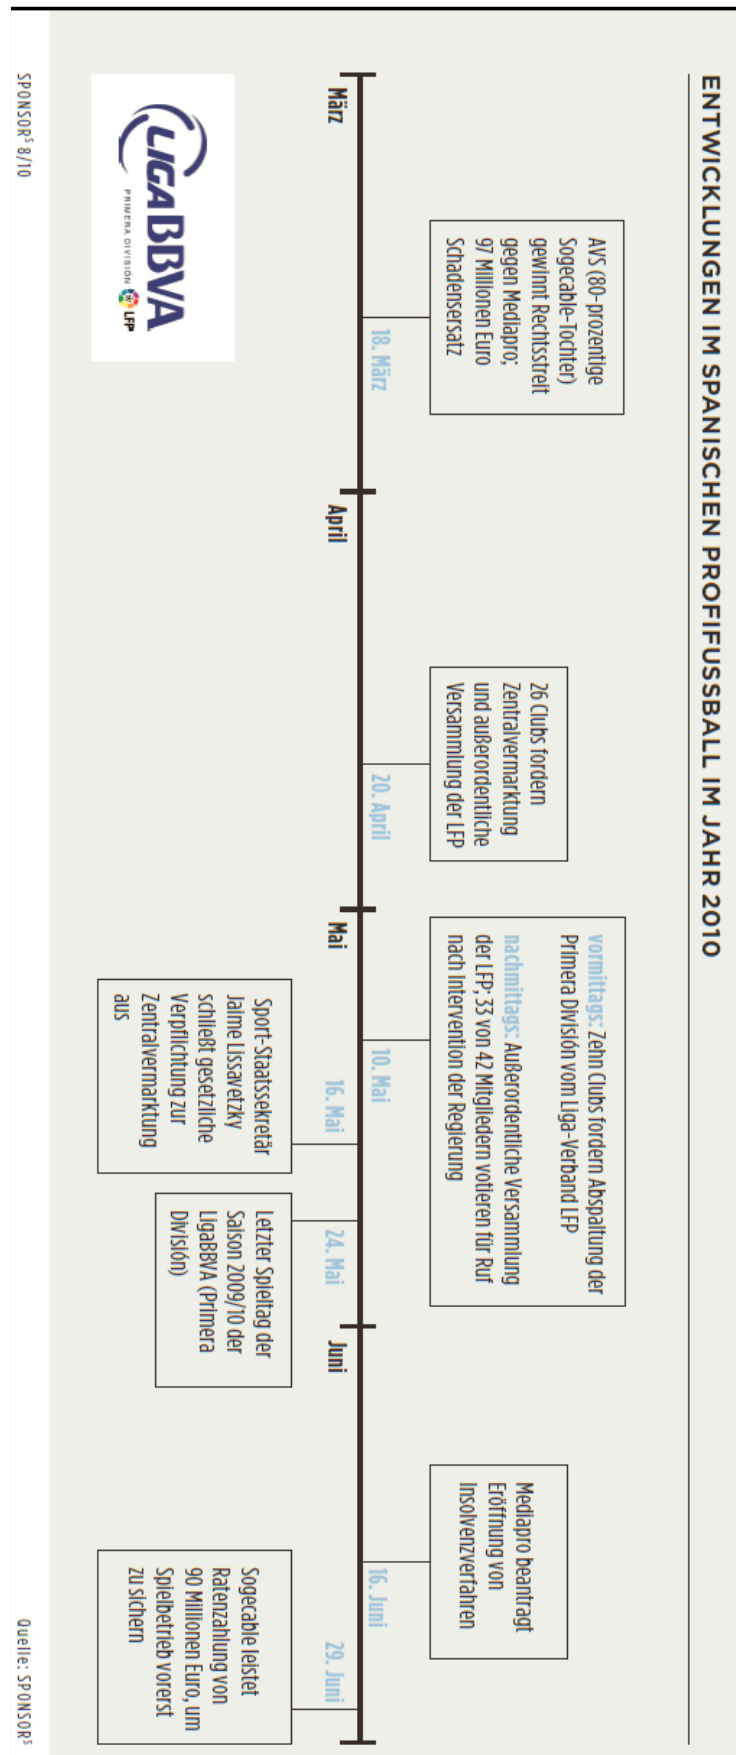 ENTWICKLUNGEN IM SPANISCHEN PROFIFUSSBALL IM JAHR 2010
AVS (80-prozentige
Sogecable-Tochter)
gewinnt Rechtsstreit
gegen Mediapro;
97 Millionen Euro
Schadensersatz
18. März
26 Clubs fordern
Zentralvermarktung
und außerordentliche
Versammlung der LFP
20. April
vormittags: Zehn Clubs fordern Abspaltung der
Primera División vom Liga-Verband LFP
nachmittags: Außerordentliche Versammlung
der LFP; 33 von 42 Mitgliedern votieren für Ruf
nach Intervention der Regierung
10. Mai
Mediapro beantragt
Eröffnung von
Insolvenzverfahren
16. Juni
März
April
Mai
Juni
16. Mai
Sport-Staatssekretär
Jaime Lissavetzky
schließt gesetzliche
Verpflichtung zur
Zentralvermarktung
aus
24. Mai
Letzter Spieltag der
Saison 2009/10 der
LigaBBVA (Primera
División)
29. Juni
Sogecable leistet
Ratenzahlung von
90 Millionen Euro, um
Spielbetrieb vorerst
zu sichern
LIGA BBVA
PRIMERA DIVISIÓN LFP
SPONSORS 8/10
Quelle: SPONSORS